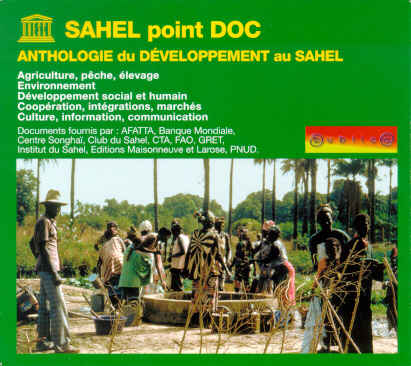 SAHEL point DOC
ANTHOLOGIE du DÉVELOPPEMENT au SAHEL
Agriculture, pêche, élevage
Environnement
Développement social et humain
Coopération, intégrations, marchés
Culture, information, communication
Documents fournis par : AFATTA, Banque Mondiale,
Centre Songhaï, Club du Sahel, CTA, FAO, GRET,
Institut du Sahel, Editions Maisonneuve et Larose, PNUD.